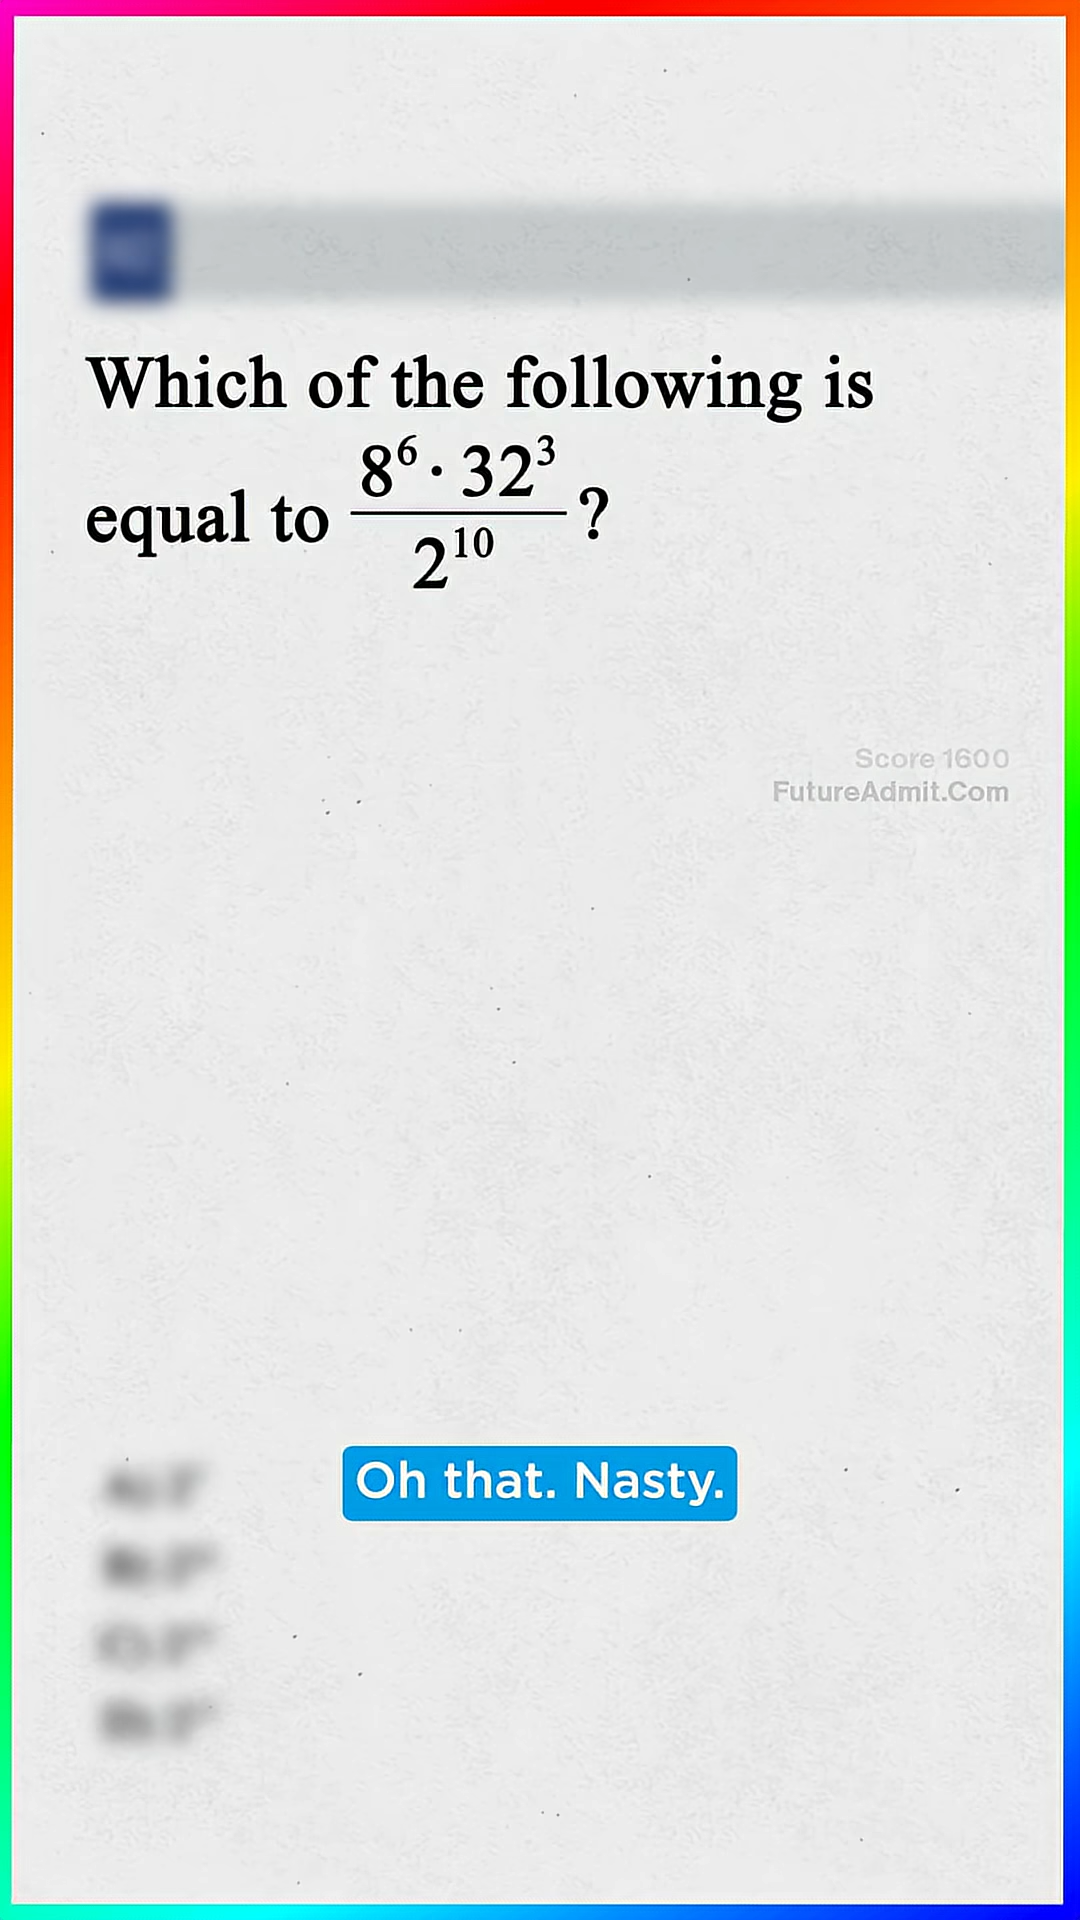 Which of the following is
equal to 8⁶ · 32³ / 2¹⁰ ?
Score 1600
FutureAdmit.Com
Oh that. Nasty.